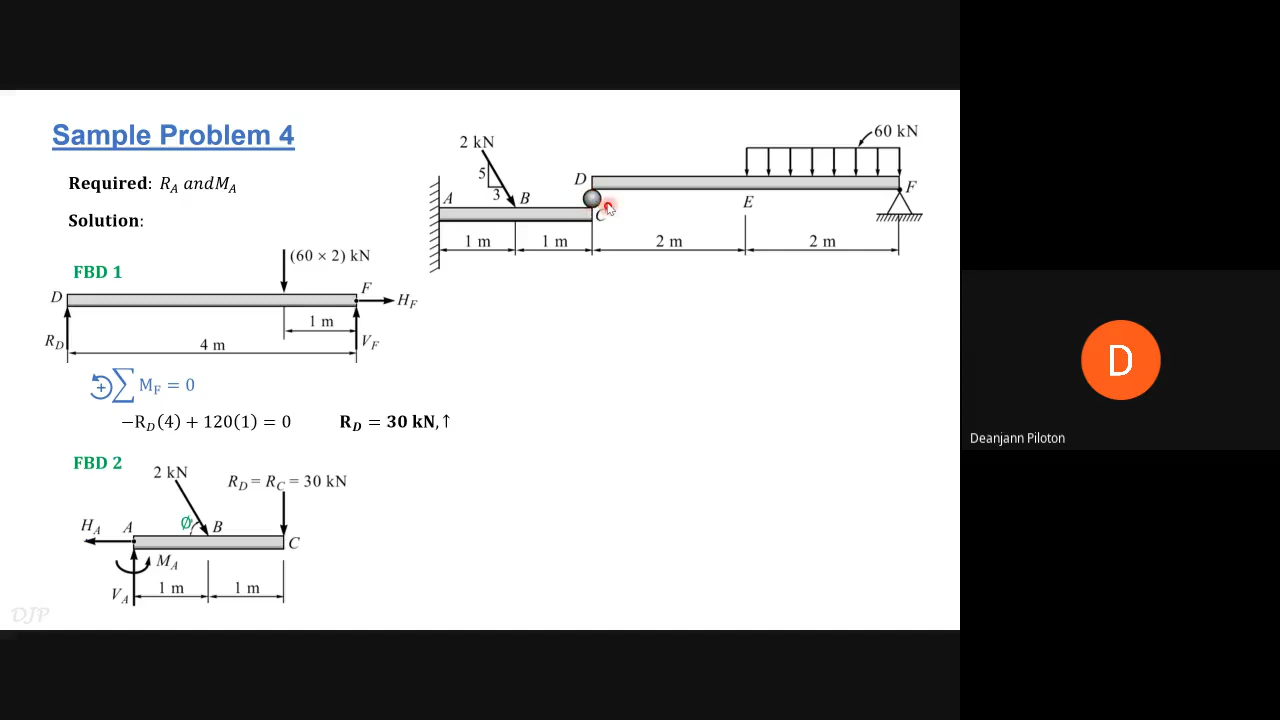 Sample Problem 4
Required: R_A andM_A
Solution:
2 kN
5
3
A
B
D
C
E
F
60 kN
1 m
1 m
2 m
2 m
FBD 1
(60 × 2) kN
D
F
H_F
R_D
V_F
1 m
4 m
+ ∑ M_F = 0
−R_D(4) + 120(1) = 0 R_D = 30 kN,↑
FBD 2
2 kN
R_D = R_C = 30 kN
H_A
A
∅
B
C
M_A
V_A
1 m
1 m
DJP
D
Deanjann Piloton